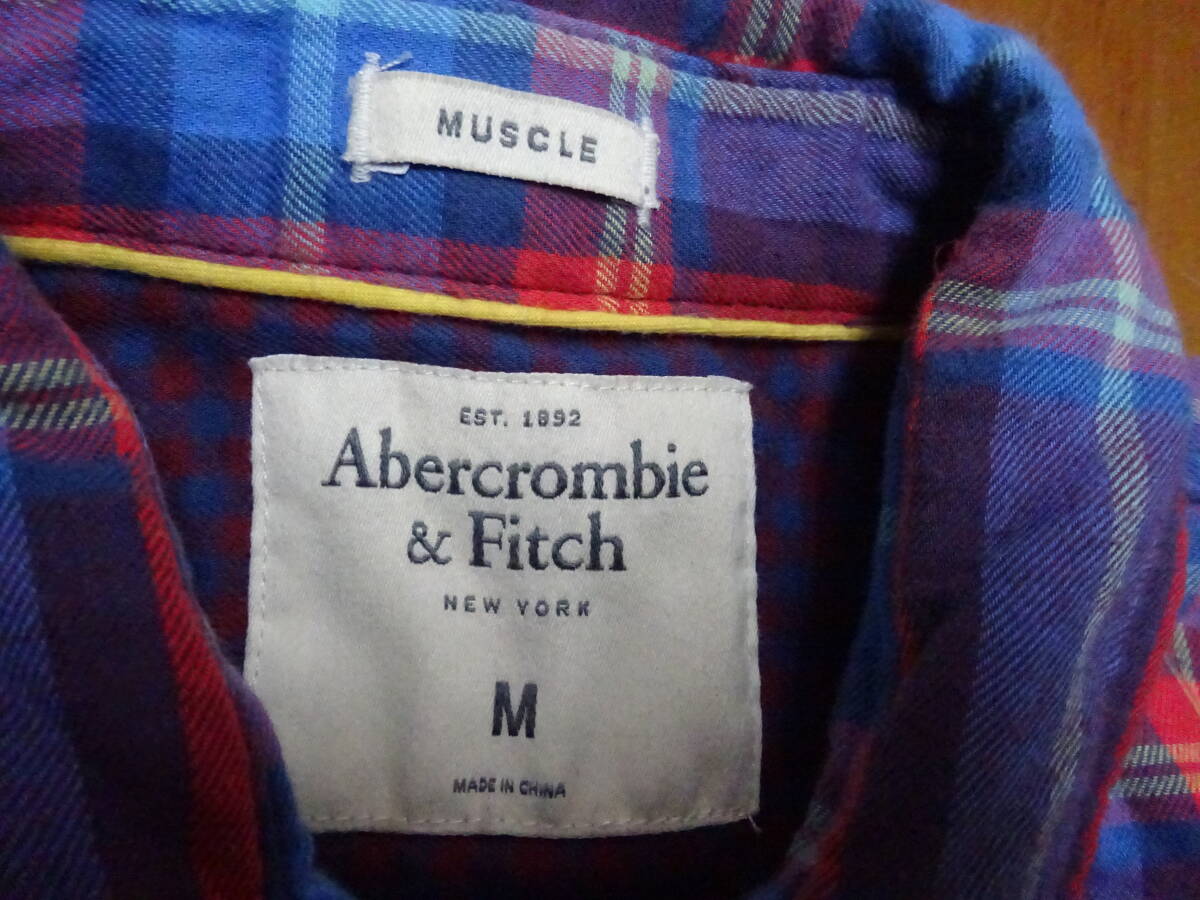 MUSCLE
EST. 1892
Abercrombie
& Fitch
NEW YORK
M
MADE IN CHINA